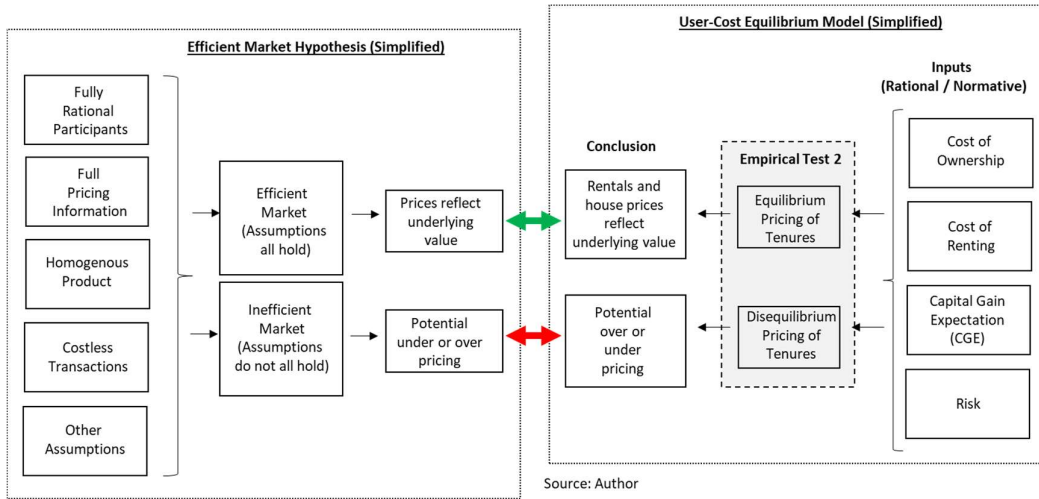 Efficient Market Hypothesis (Simplified)
Fully
Rational
Participants
Full
Pricing
Information
Homogenous
Product
Costless
Transactions
Other
Assumptions
Efficient
Market
(Assumptions
all hold)
Inefficient
Market
(Assumptions
do not all hold)
Prices reflect
underlying
value
Potential
under or over
pricing
User-Cost Equilibrium Model (Simplified)
Conclusion
Rentals and
house prices
reflect
underlying value
Potential
over or
under
pricing
Empirical Test 2
Equilibrium
Pricing of
Tenures
Disequilibrium
Pricing of
Tenures
Inputs
(Rational / Normative)
Cost of
Ownership
Cost of
Renting
Capital Gain
Expectation
(CGE)
Risk
Source: Author